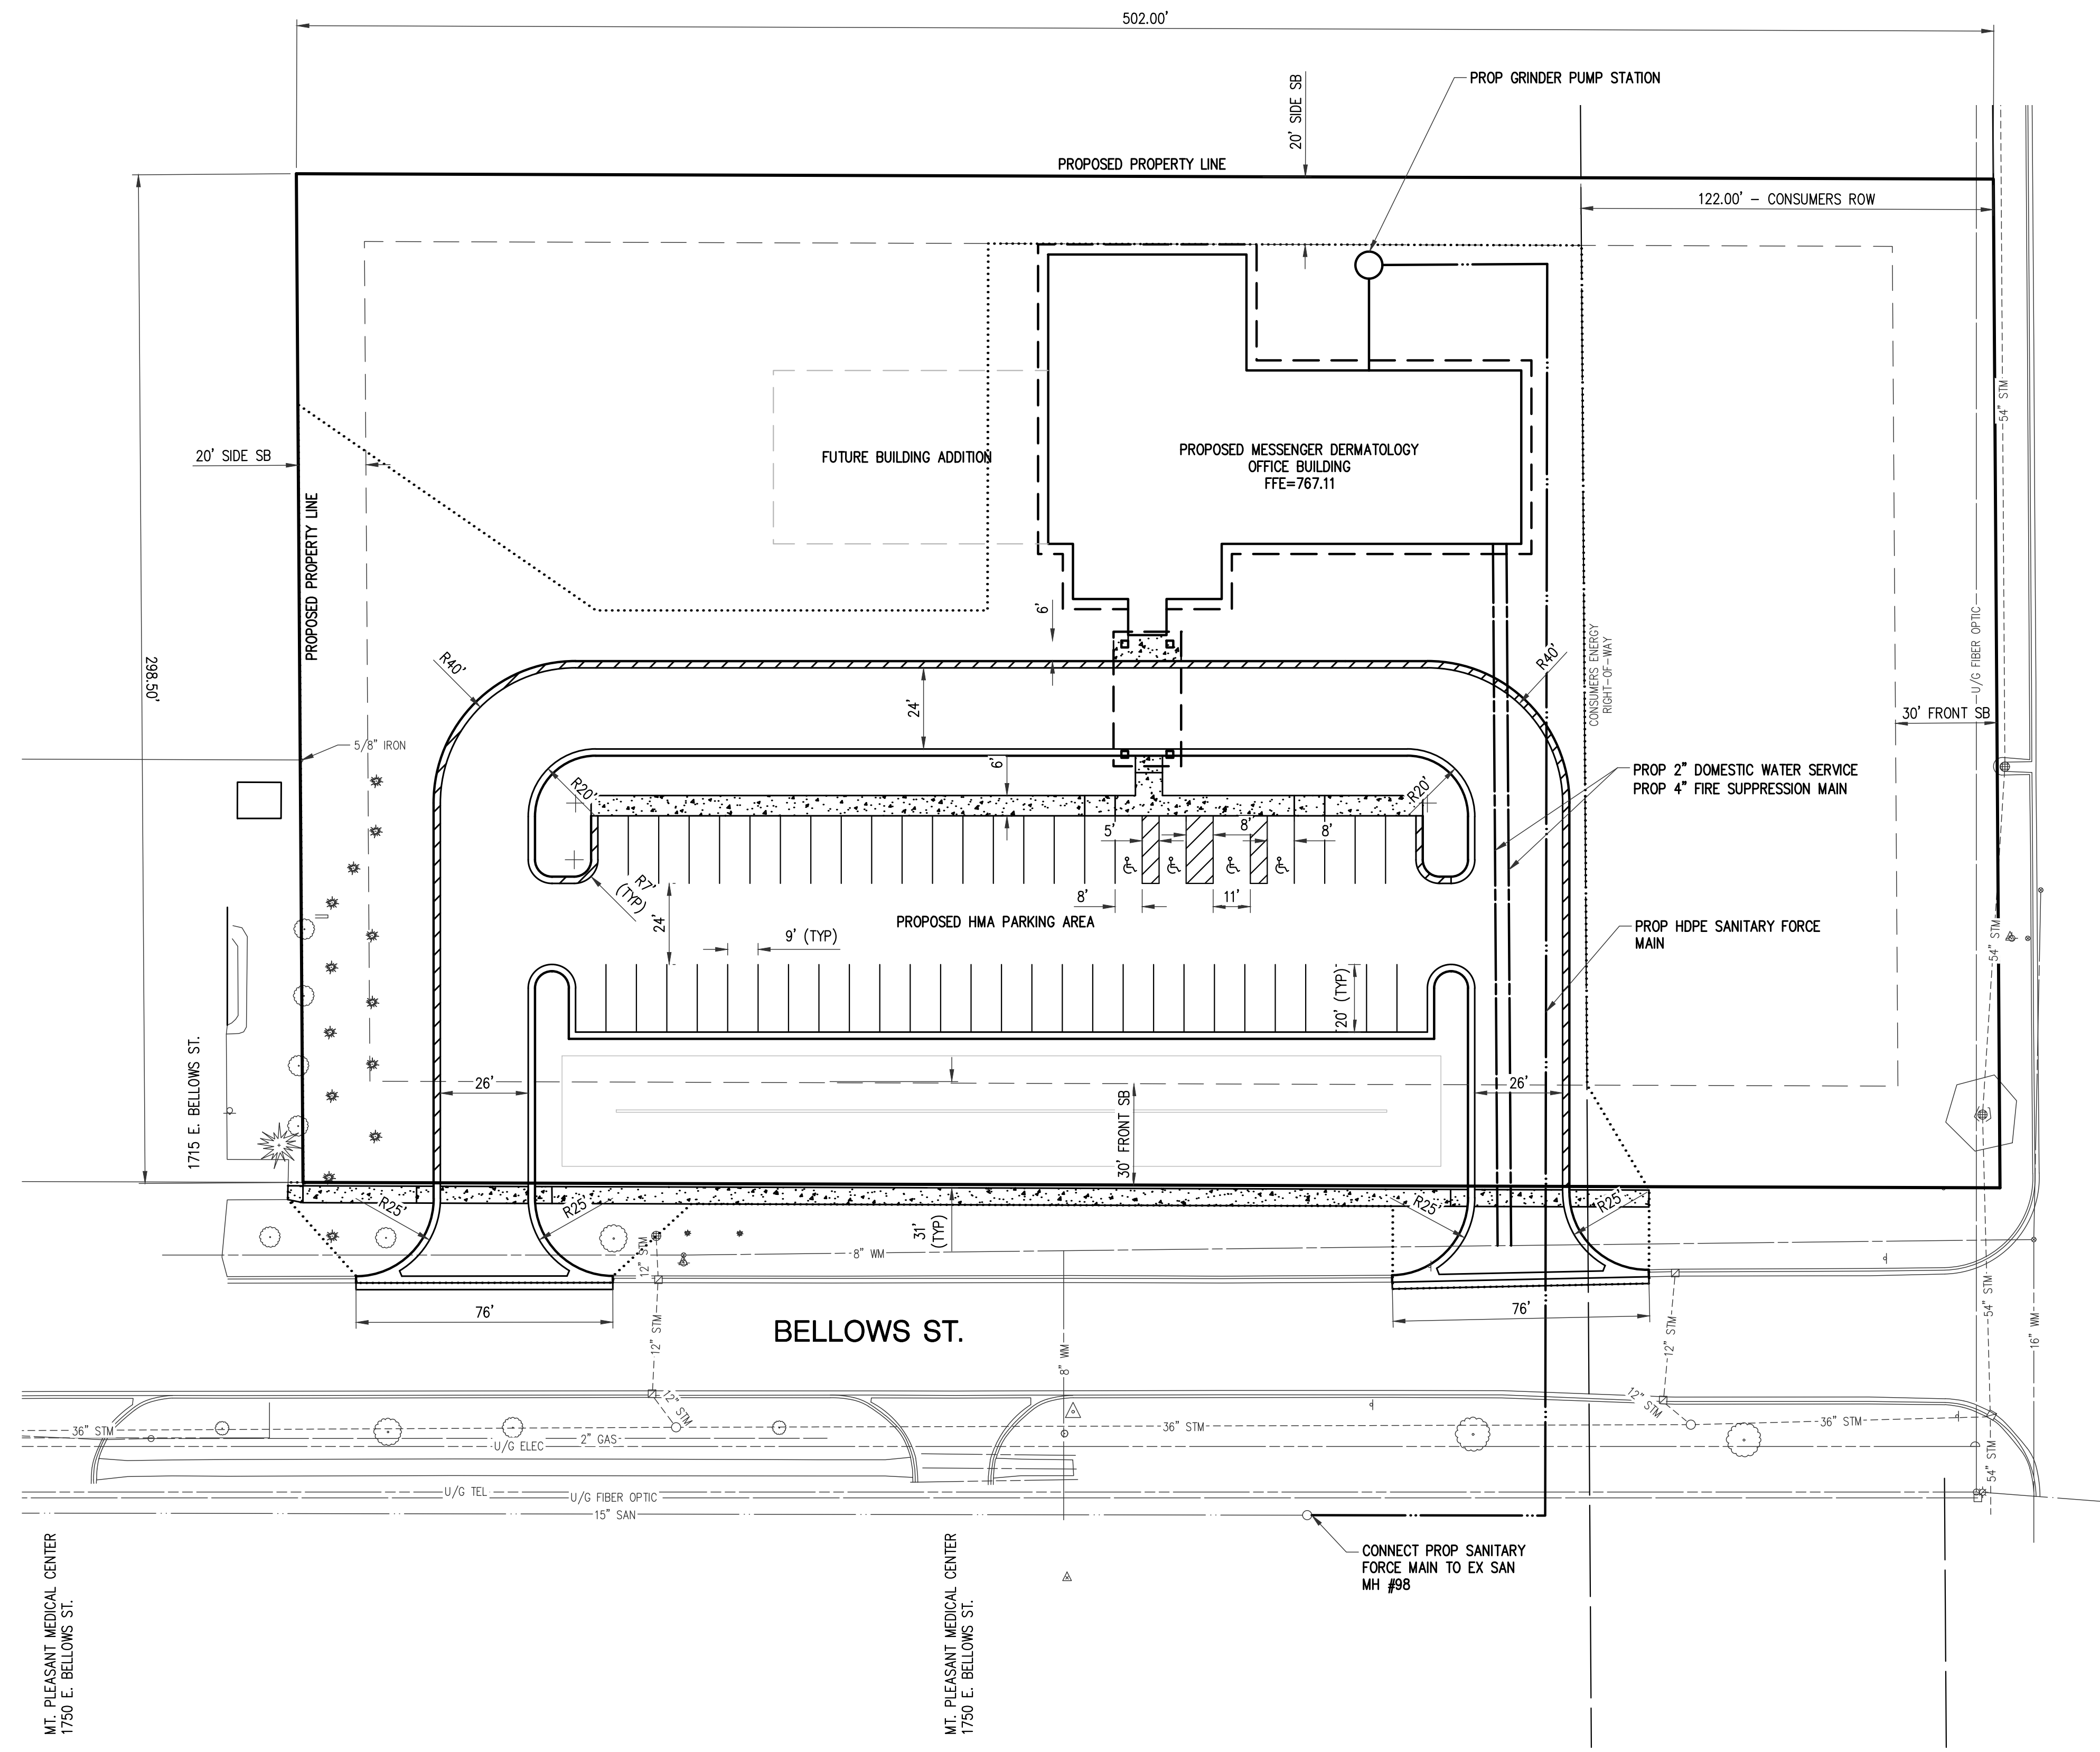 502.00'
PROP GRINDER PUMP STATION
20' SIDE SB
PROPOSED PROPERTY LINE
122.00' - CONSUMERS ROW
54" STM
20' SIDE SB
FUTURE BUILDING ADDITION
PROPOSED MESSENGER DERMATOLOGY
OFFICE BUILDING
FFE=767.11
PROPOSED PROPERTY LINE
298.50'
6'
R40'
R40'
CONSUMERS ENERGY
RIGHT-OF-WAY
U/G FIBER OPTIC
30' FRONT SB
24'
5/8" IRON
6'
R20'
R20'
PROP 2" DOMESTIC WATER SERVICE
PROP 4" FIRE SUPPRESSION MAIN
5'
8'
8'
R7'
(TYP)
8'
11'
24'
PROPOSED HMA PARKING AREA
9' (TYP)
PROP HDPE SANITARY FORCE
MAIN
54" STM
20' (TYP)
1715 E. BELLOWS ST.
26'
26'
30' FRONT SB
R25'
R25'
R25'
R25'
31'
(TYP)
12" STM
8" WM
76'
76'
BELLOWS ST.
12" STM
8" WM
12" STM
54" STM
16" WM
12" STM
12" STM
36" STM
36" STM
36" STM
2" GAS
U/G ELEC
54" STM
U/G TEL
U/G FIBER OPTIC
15" SAN
CONNECT PROP SANITARY
FORCE MAIN TO EX SAN
MH #98
MT. PLEASANT MEDICAL CENTER
1750 E. BELLOWS ST.
MT. PLEASANT MEDICAL CENTER
1750 E. BELLOWS ST.